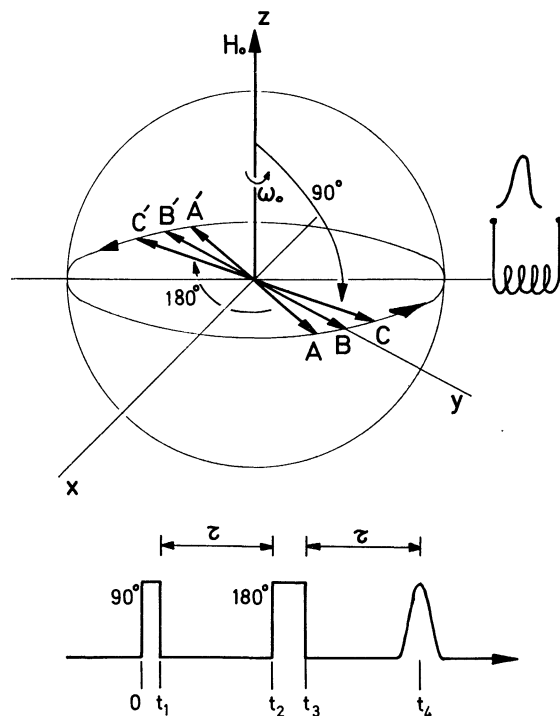 z
H₀
ω₀
90°
C′ B′ A′
180°
A B C
y
x
τ τ
90° 180°
0 t₁ t₂ t₃ t₄